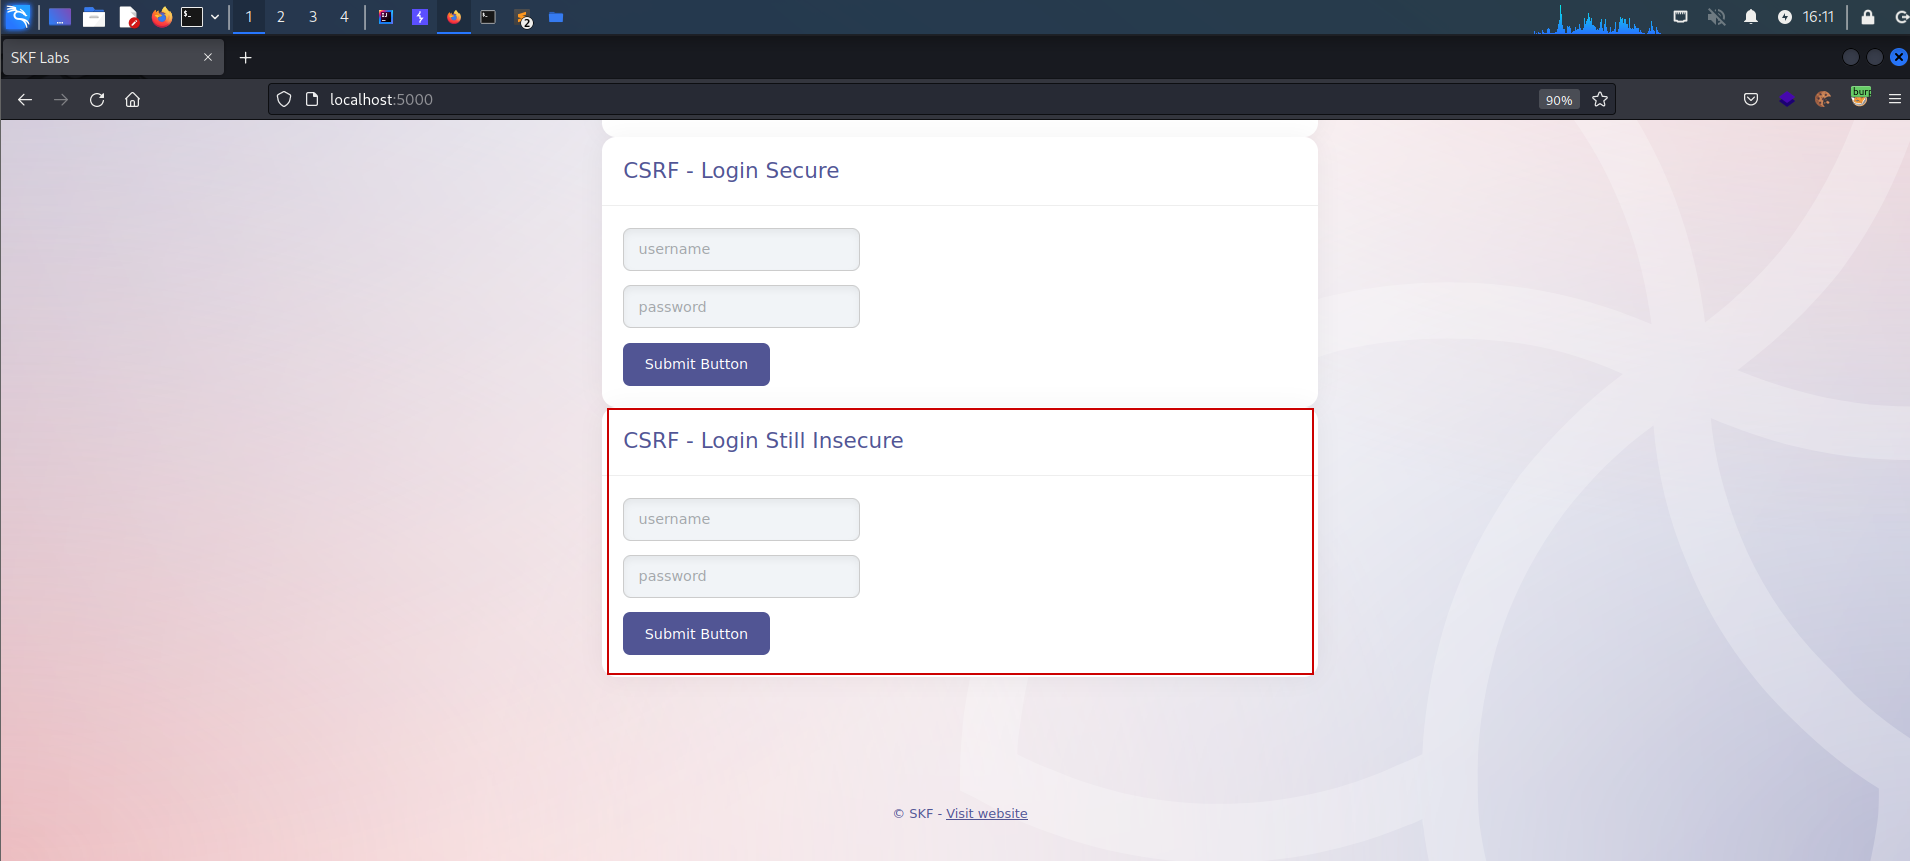 1 2 3 4 2 16:11
SKF Labs
localhost:5000 90% burp
CSRF - Login Secure
username
password
Submit Button
CSRF - Login Still Insecure
username
password
Submit Button
© SKF - Visit website